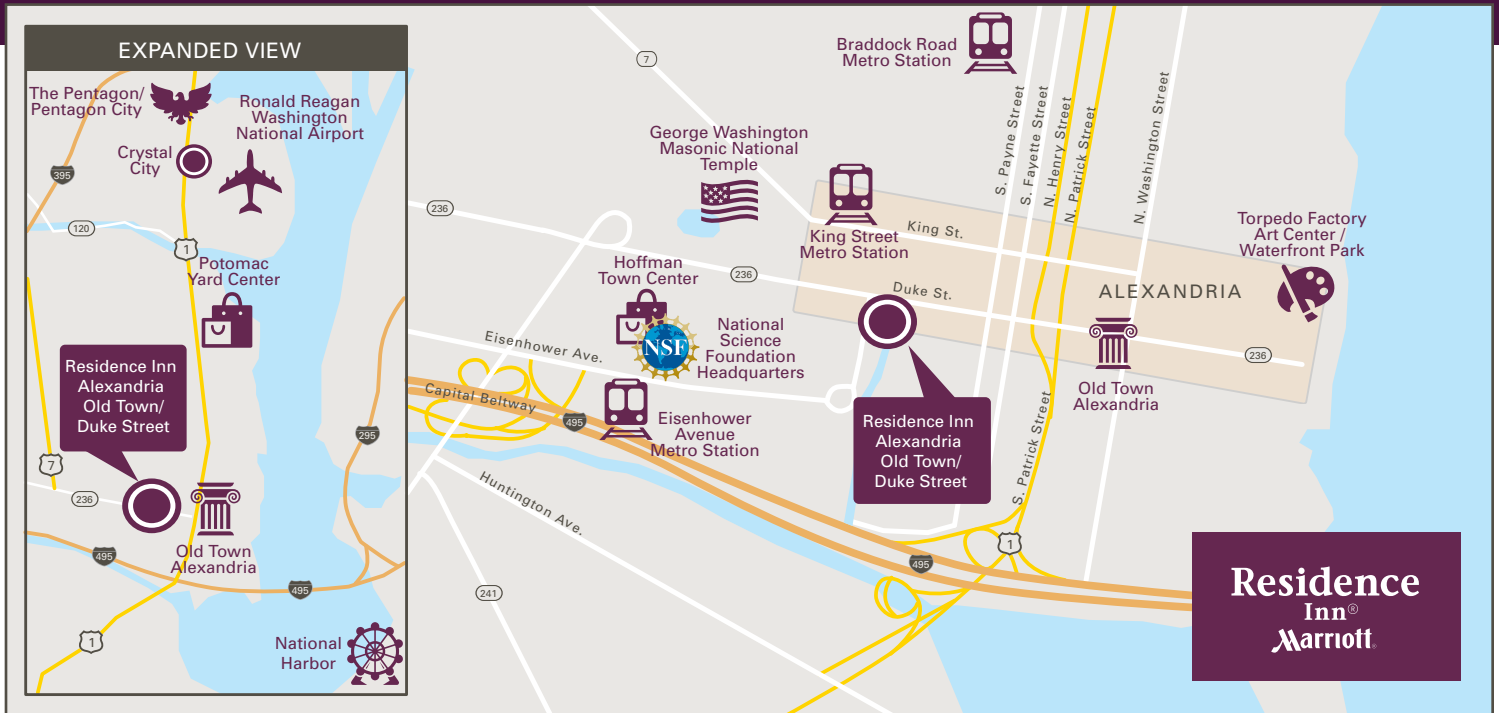 EXPANDED VIEW
The Pentagon/
Pentagon City
Ronald Reagan
Washington
National Airport
Crystal
City
395
120
1
Potomac
Yard Center
Residence Inn
Alexandria
Old Town/
Duke Street
295
7
236
Old Town
Alexandria
495
495
1
National
Harbor
7
Braddock Road
Metro Station
George Washington
Masonic National
Temple
236
King Street
Metro Station
King St.
S. Payne Street
S. Fayette Street
N. Henry Street
N. Patrick Street
N. Washington Street
Torpedo Factory
Art Center /
Waterfront Park
Hoffman
Town Center
236
Duke St.
ALEXANDRIA
NSF
National
Science
Foundation
Headquarters
Eisenhower Ave.
236
Capital Beltway
495
Eisenhower
Avenue
Metro Station
Old Town
Alexandria
Residence Inn
Alexandria
Old Town/
Duke Street
S. Patrick Street
Huntington Ave.
1
495
241
Residence
Inn®
Marriott®